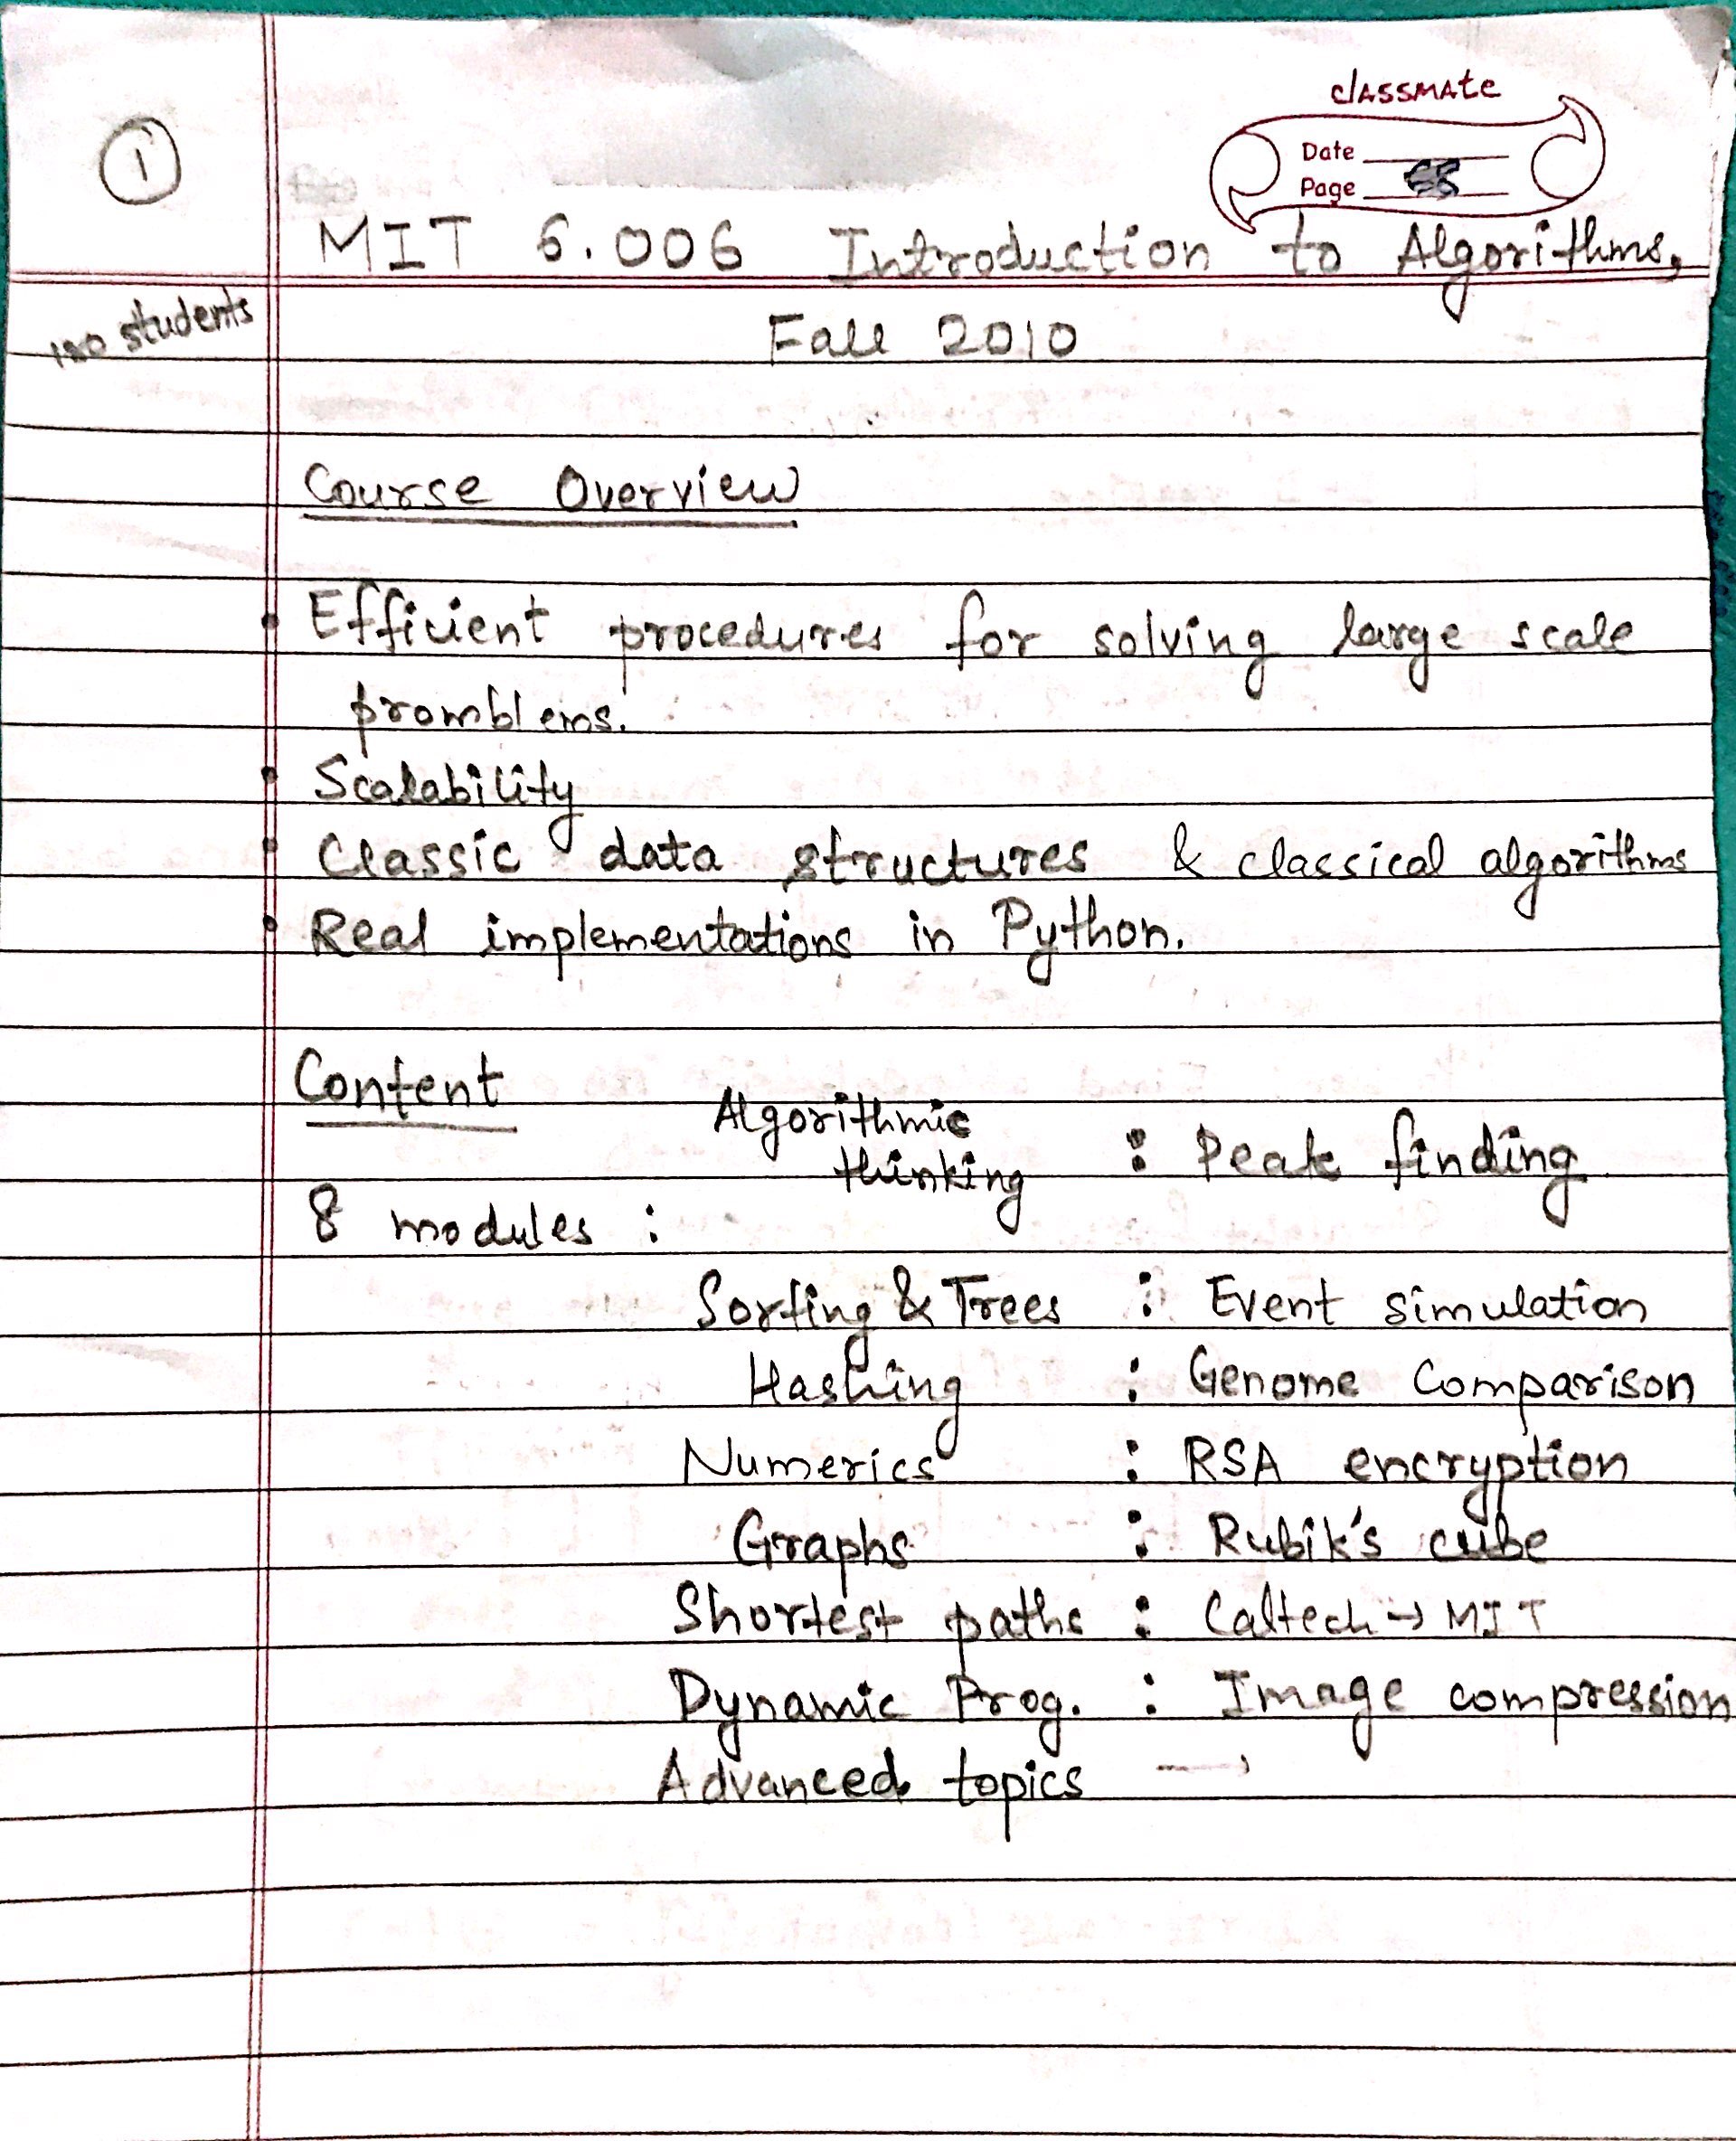 classmate
Date
Page
1
MIT 6.006 Introduction to Algorithms,
students
Fall 2010
Course Overview
• Efficient procedures for solving large scale
promblems.
• Scalability
• Classic data structures & classical algorithms
• Real implementations in Python.
Content
Algorithmic
thinking : Peak finding
8 modules :
Sorting & Trees : Event simulation
Hashing : Genome Comparison
Numerics : RSA encryption
Graphs : Rubik's cube
Shortest paths : Caltech → MIT
Dynamic Prog. : Image compression
Advanced topics →